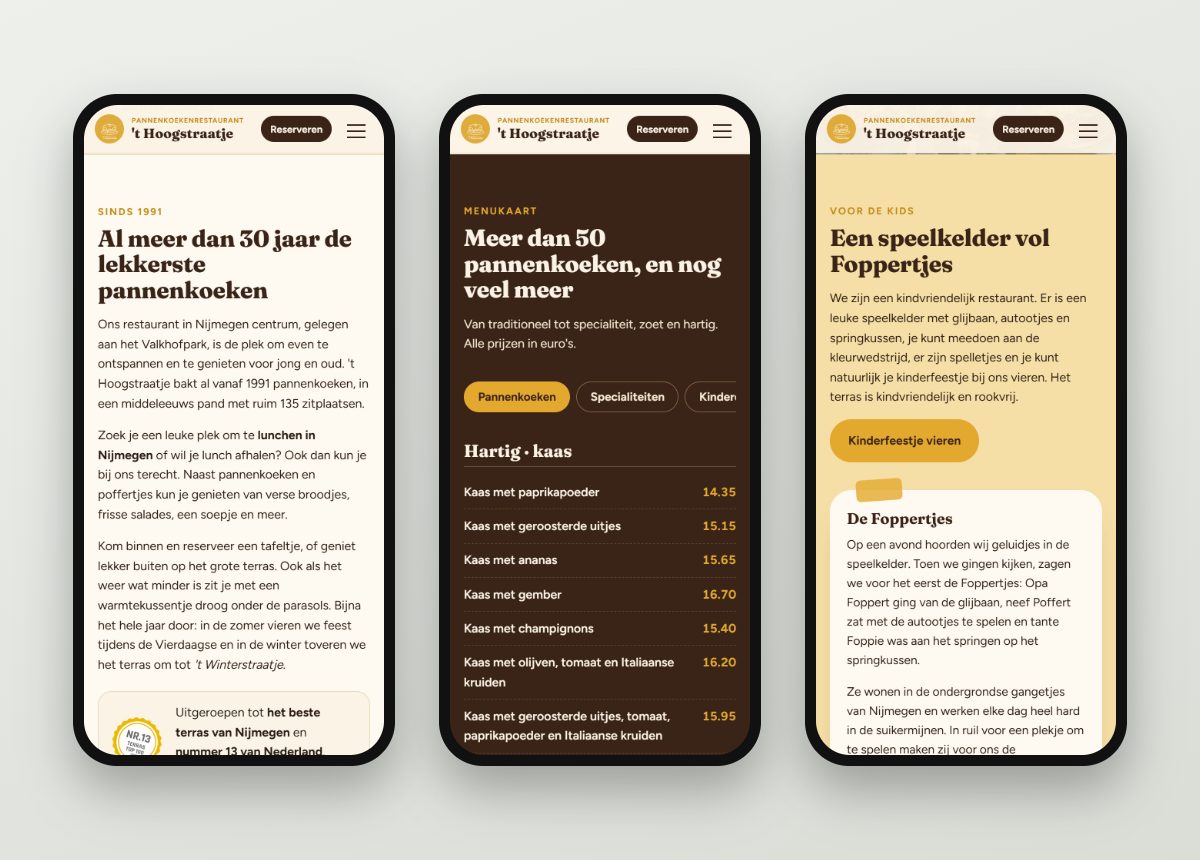 PANNENKOEKENRESTAURANT
't Hoogstraatje
Reserveren
SINDS 1991
Al meer dan 30 jaar de
lekkerste
pannenkoeken
Ons restaurant in Nijmegen centrum, gelegen
aan het Valkhofpark, is de plek om even te
ontspannen en te genieten voor jong en oud. 't
Hoogstraatje bakt al vanaf 1991 pannenkoeken, in
een middeleeuws pand met ruim 135 zitplaatsen.
Zoek je een leuke plek om te lunchen in
Nijmegen of wil je lunch afhalen? Ook dan kun je
bij ons terecht. Naast pannenkoeken en
poffertjes kun je genieten van verse broodjes,
frisse salades, een soepje en meer.
Kom binnen en reserveer een tafeltje, of geniet
lekker buiten op het grote terras. Ook als het
weer wat minder is zit je met een
warmtekussentje droog onder de parasols. Bijna
het hele jaar door: in de zomer vieren we feest
tijdens de Vierdaagse en in de winter toveren we
het terras om tot 't Winterstraatje.
NR.13
TERRAS
TOP 100
Uitgeroepen tot het beste
terras van Nijmegen en
nummer 13 van Nederland
PANNENKOEKENRESTAURANT
't Hoogstraatje
Reserveren
MENUKAART
Meer dan 50
pannenkoeken, en nog
veel meer
Van traditioneel tot specialiteit, zoet en hartig.
Alle prijzen in euro's.
Pannenkoeken
Specialiteiten
Kinder
Hartig · kaas
Kaas met paprikapoeder 14.35
Kaas met geroosterde uitjes 15.15
Kaas met ananas 15.65
Kaas met gember 16.70
Kaas met champignons 15.40
Kaas met olijven, tomaat en Italiaanse 16.20
kruiden
Kaas met geroosterde uitjes, tomaat, 15.95
paprikapoeder en Italiaanse kruiden
PANNENKOEKENRESTAURANT
't Hoogstraatje
Reserveren
VOOR DE KIDS
Een speelkelder vol
Foppertjes
We zijn een kindvriendelijk restaurant. Er is een
leuke speelkelder met glijbaan, autootjes en
springkussen, je kunt meedoen aan de
kleurwedstrijd, er zijn spelletjes en je kunt
natuurlijk je kinderfeestje bij ons vieren. Het
terras is kindvriendelijk en rookvrij.
Kinderfeestje vieren
De Foppertjes
Op een avond hoorden wij geluidjes in de
speelkelder. Toen we gingen kijken, zagen
we voor het eerst de Foppertjes: Opa
Foppert ging van de glijbaan, neef Poffert
zat met de autootjes te spelen en tante
Foppie was aan het springen op het
springkussen.
Ze wonen in de ondergrondse gangetjes
van Nijmegen en werken elke dag heel hard
in de suikermijnen. In ruil voor een plekje om
te spelen maken zij voor ons de